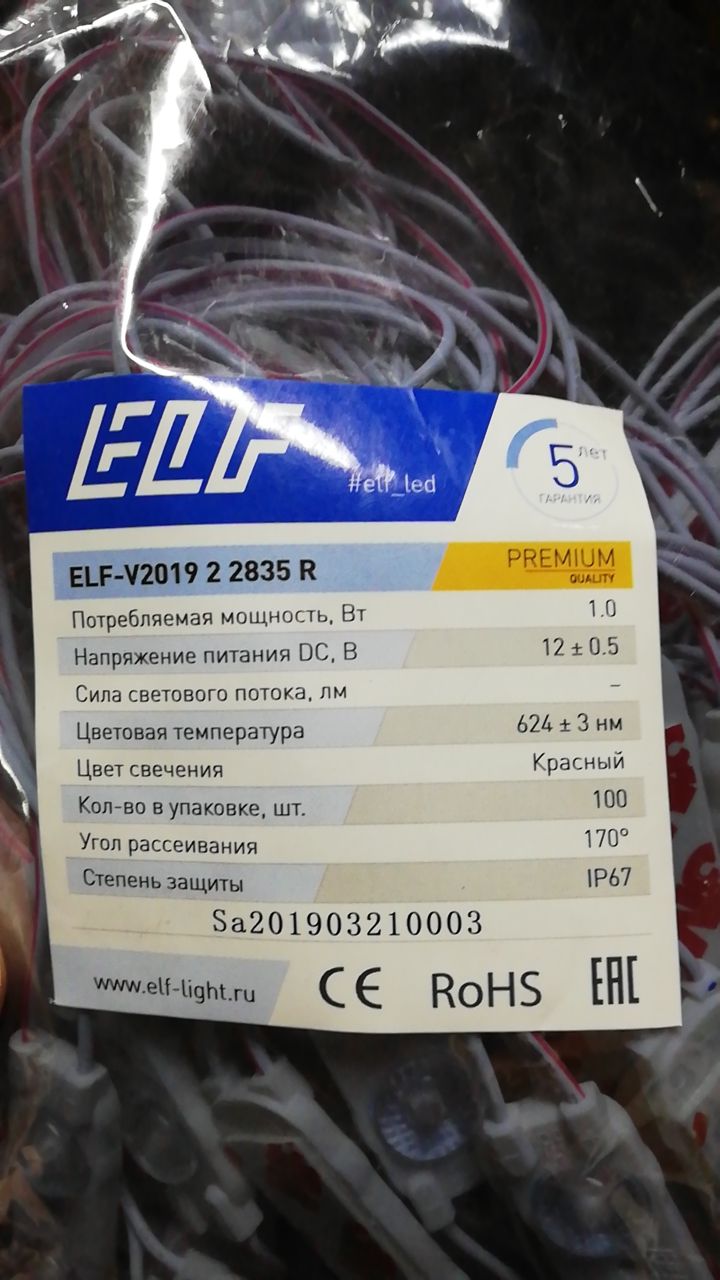 ELF
#elf_led
5 лет
ГАРАНТИЯ
ELF-V2019 2 2835 R
PREMIUM
QUALITY
Потребляемая мощность, Вт 1.0
Напряжение питания DC, В 12 ± 0.5
Сила светового потока, лм –
Цветовая температура 624 ± 3 нм
Цвет свечения Красный
Кол-во в упаковке, шт. 100
Угол рассеивания 170°
Степень защиты IP67
Sa201903210003
www.elf-light.ru CE RoHS EAC